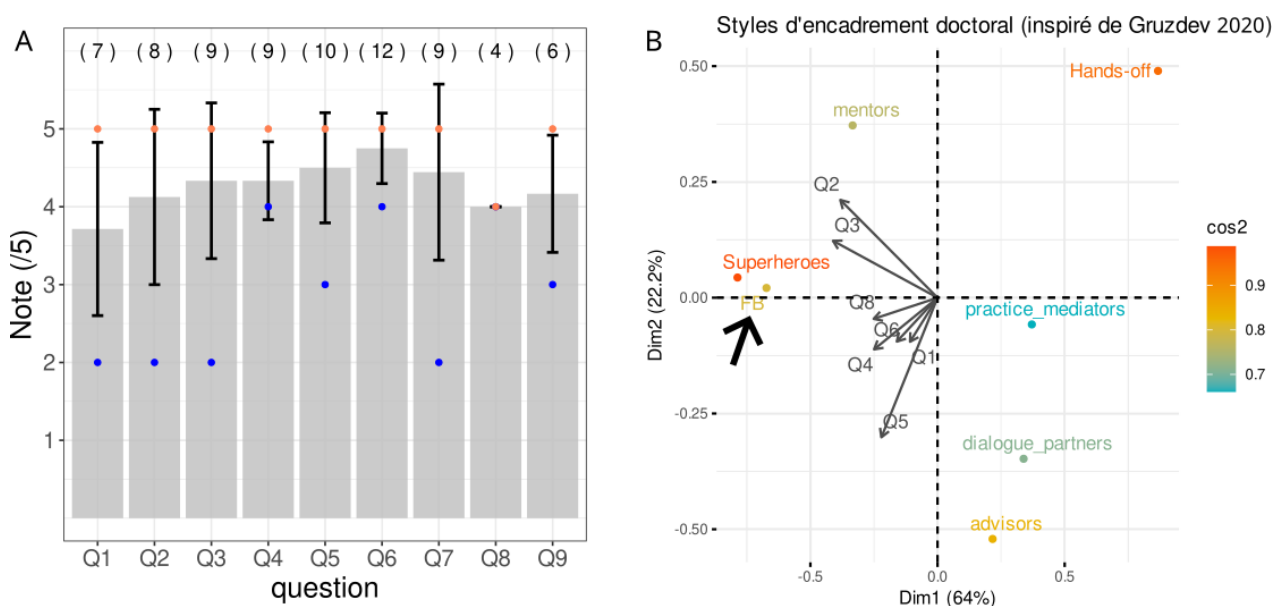 A
( 7 ) ( 8 ) ( 9 ) ( 9 ) ( 10 ) ( 12 ) ( 9 ) ( 4 ) ( 6 )
Note (/5)
5
4
3
2
1
Q1 Q2 Q3 Q4 Q5 Q6 Q7 Q8 Q9
question
B
Styles d'encadrement doctoral (inspiré de Gruzdev 2020)
Dim2 (22.2%)
0.50
0.25
0.00
-0.25
-0.50
Hands-off
mentors
Q2
Q3
Superheroes
FB
Q8
practice_mediators
Q6
Q4
Q1
Q5
dialogue_partners
advisors
-0.5 0.0 0.5
Dim1 (64%)
cos2
0.9
0.8
0.7